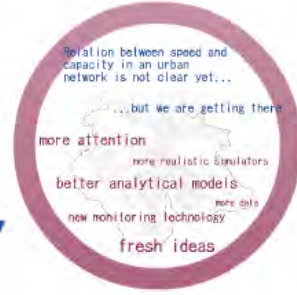 Relation between speed and
capacity in an urban
network is not clear yet...
...but we are getting there
more attention
more realistic simulators
better analytical models
more data
new monitoring technology
fresh ideas